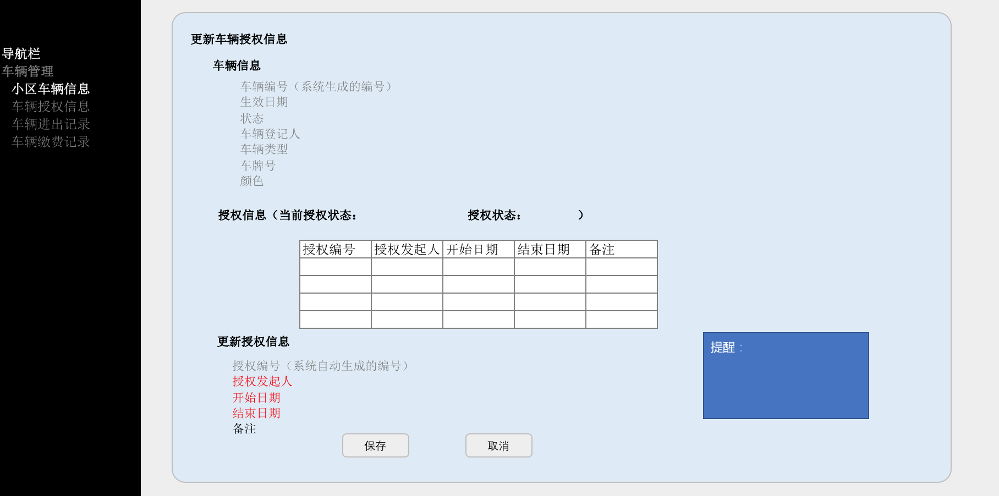 导航栏
车辆管理
小区车辆信息
车辆授权信息
车辆进出记录
车辆缴费记录
更新车辆授权信息
车辆信息
车辆编号（系统生成的编号）
生效日期
状态
车辆登记人
车辆类型
车牌号
颜色
授权信息（当前授权状态： 授权状态： ）
授权编号 授权发起人 开始日期 结束日期 备注
更新授权信息
授权编号（系统自动生成的编号）
授权发起人
开始日期
结束日期
备注
提醒：
保存 取消